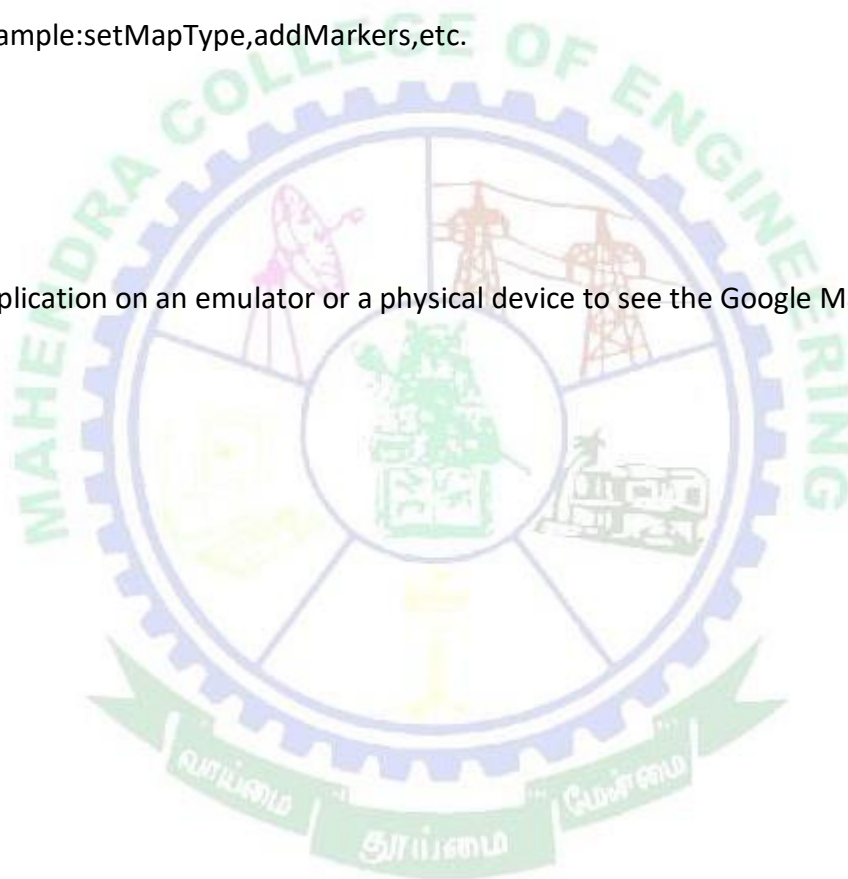 ample:setMapType,addMarkers,etc.
MAHENDRA COLLEGE OF ENGINEERING
plication on an emulator or a physical device to see the Google M
வாய்மை
தூய்மை
மேன்மை